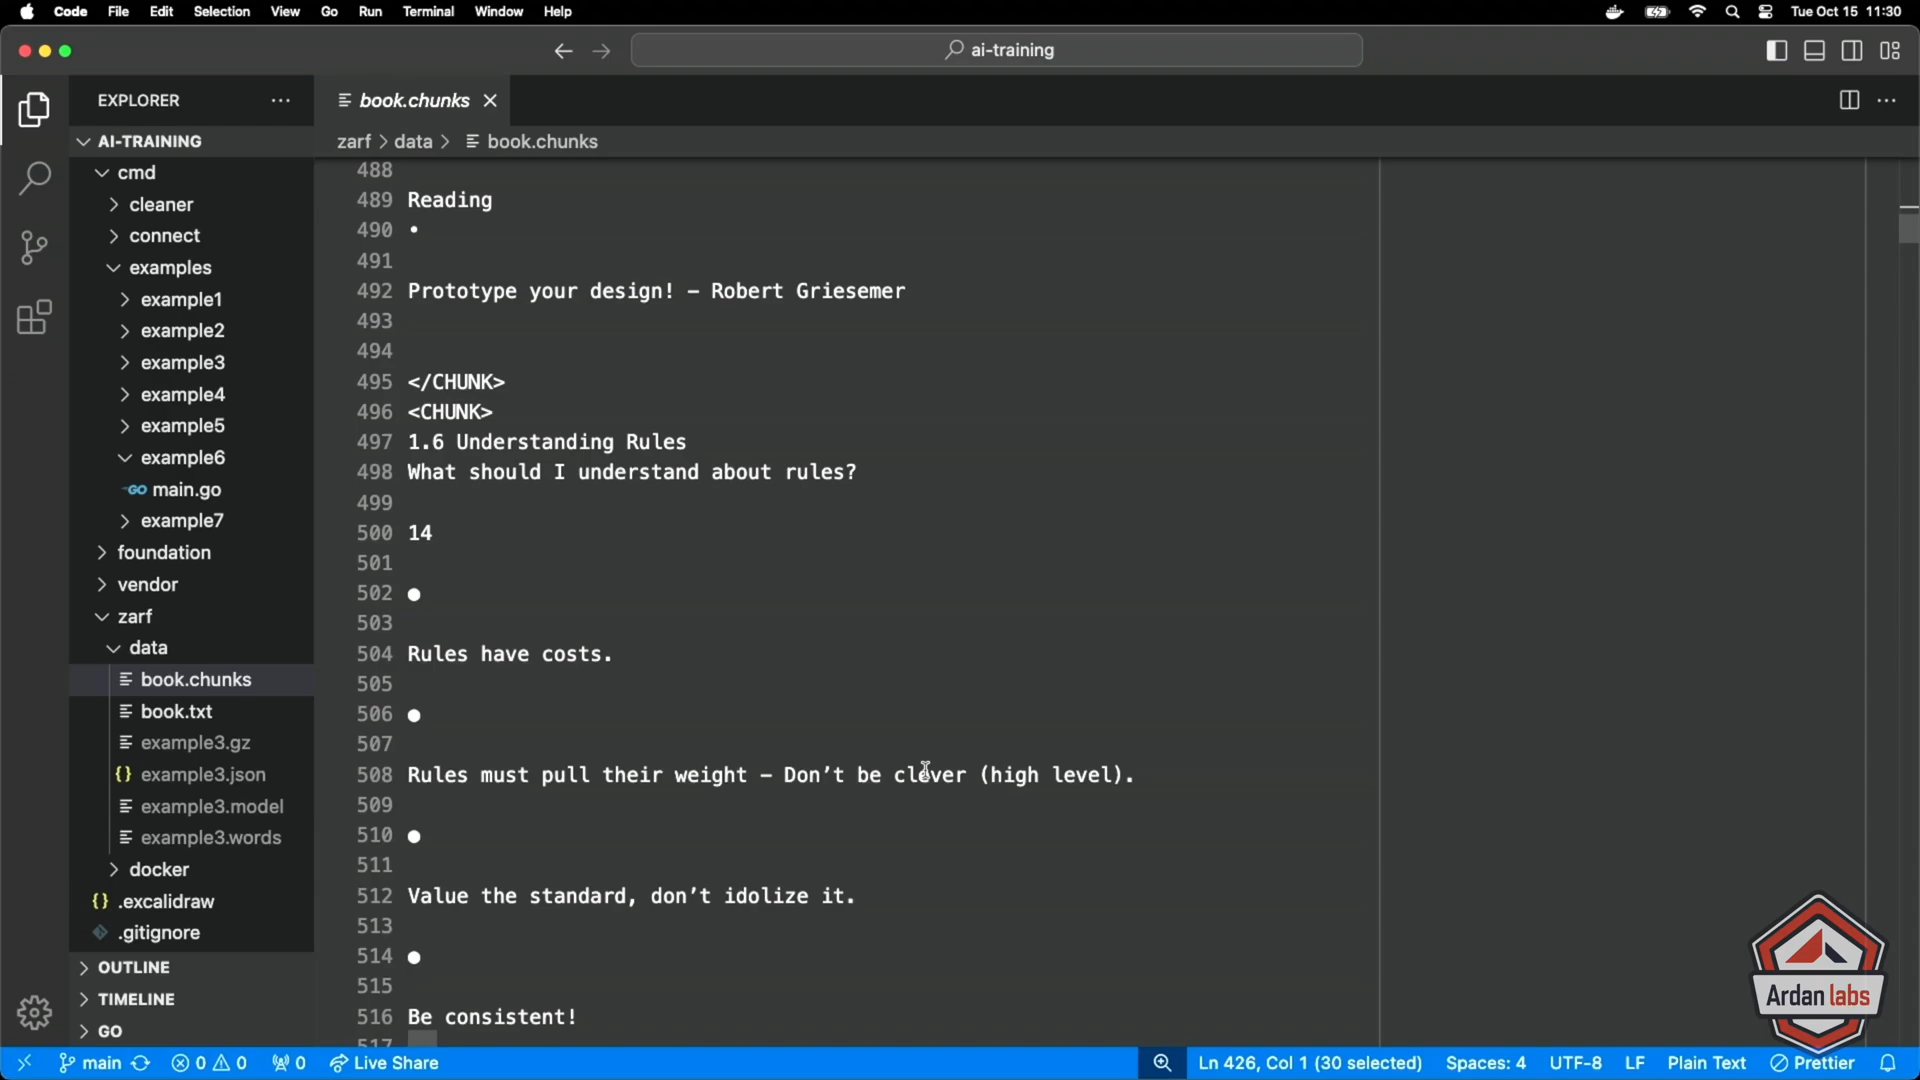 Code File Edit Selection View Go Run Terminal Window Help Tue Oct 15 11:30
ai-training
EXPLORER ...
book.chunks
AI-TRAINING
zarf > data > book.chunks
cmd
cleaner
connect
examples
example1
example2
example3
example4
example5
example6
GO main.go
example7
foundation
vendor
zarf
data
book.chunks
book.txt
example3.gz
{} example3.json
example3.model
example3.words
docker
{} .excalidraw
.gitignore
OUTLINE
TIMELINE
GO
488
489 Reading
490 •
491
492 Prototype your design! – Robert Griesemer
493
494
495 </CHUNK>
496 <CHUNK>
497 1.6 Understanding Rules
498 What should I understand about rules?
499
500 14
501
502 ●
503
504 Rules have costs.
505
506 ●
507
508 Rules must pull their weight – Don’t be clever (high level).
509
510 ●
511
512 Value the standard, don’t idolize it.
513
514 ●
515
516 Be consistent!
517
Ardan labs
main 0 0 0 Live Share Ln 426, Col 1 (30 selected) Spaces: 4 UTF-8 LF Plain Text Prettier